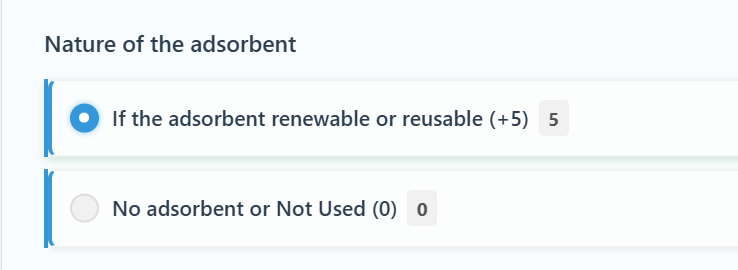 Nature of the adsorbent
If the adsorbent renewable or reusable (+5) 5
No adsorbent or Not Used (0) 0